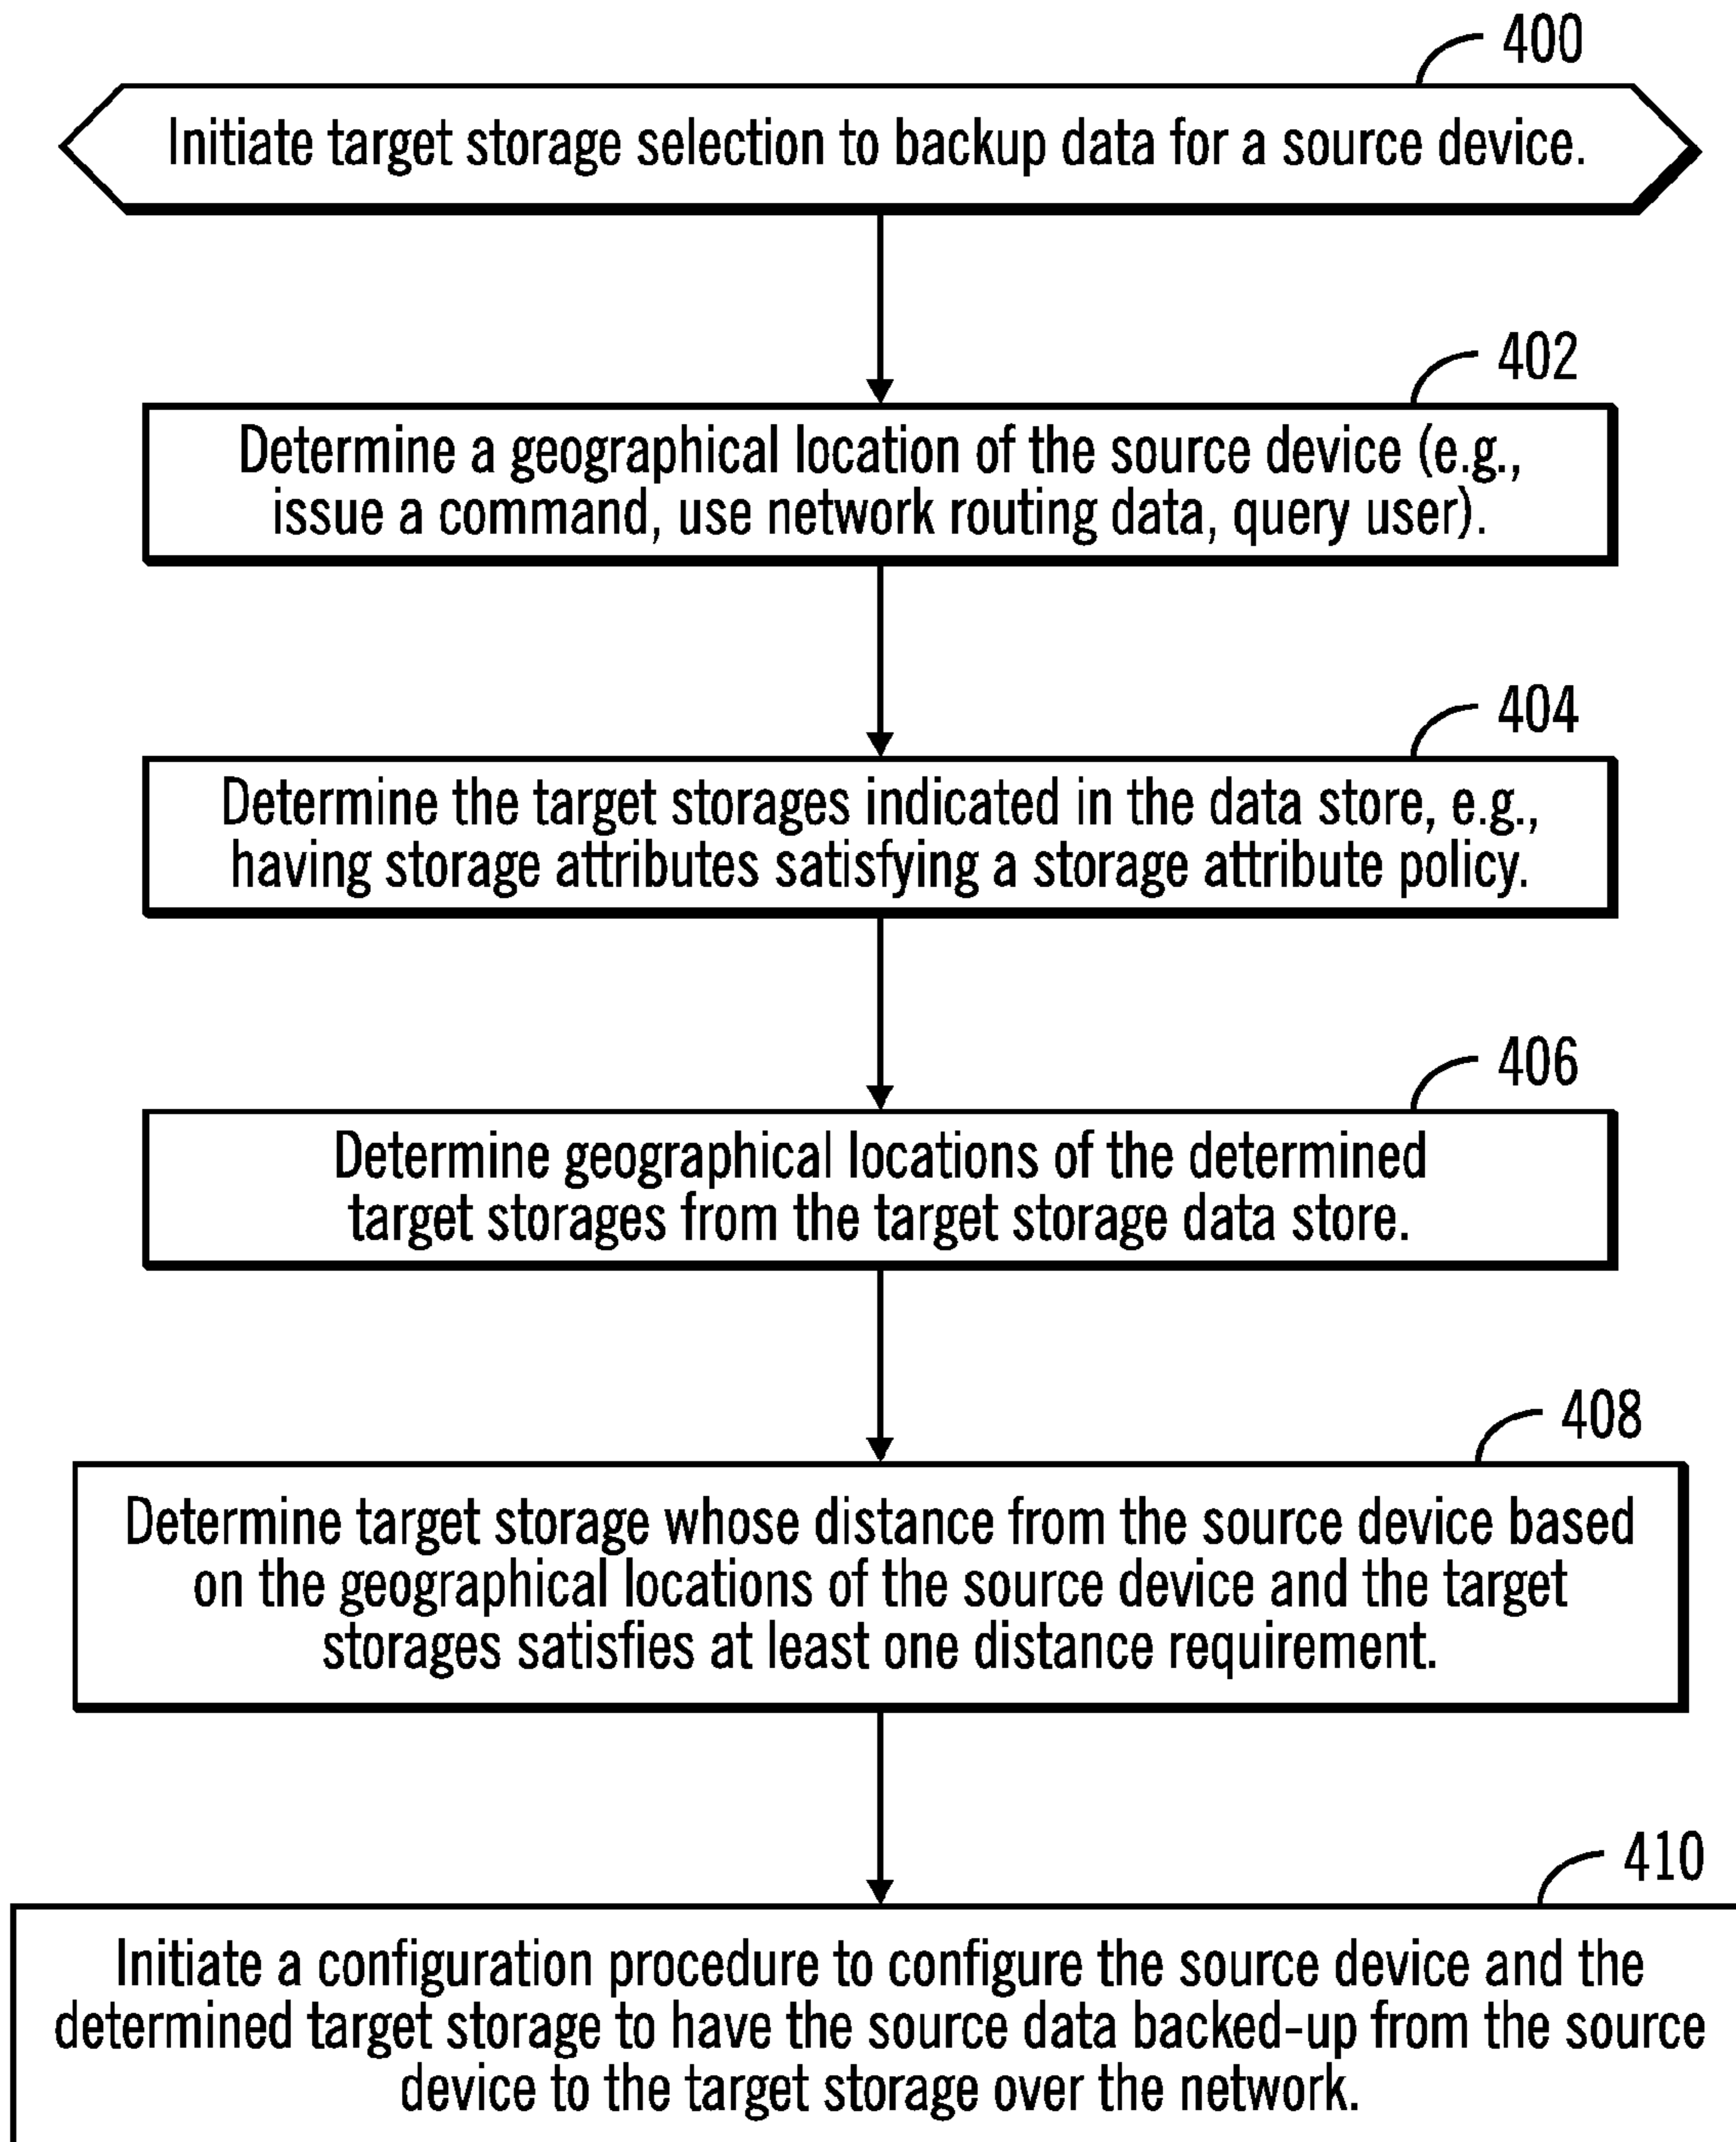 400
Initiate target storage selection to backup data for a source device.
402
Determine a geographical location of the source device (e.g.,
issue a command, use network routing data, query user).
404
Determine the target storages indicated in the data store, e.g.,
having storage attributes satisfying a storage attribute policy.
406
Determine geographical locations of the determined
target storages from the target storage data store.
408
Determine target storage whose distance from the source device based
on the geographical locations of the source device and the target
storages satisfies at least one distance requirement.
410
Initiate a configuration procedure to configure the source device and the
determined target storage to have the source data backed-up from the source
device to the target storage over the network.